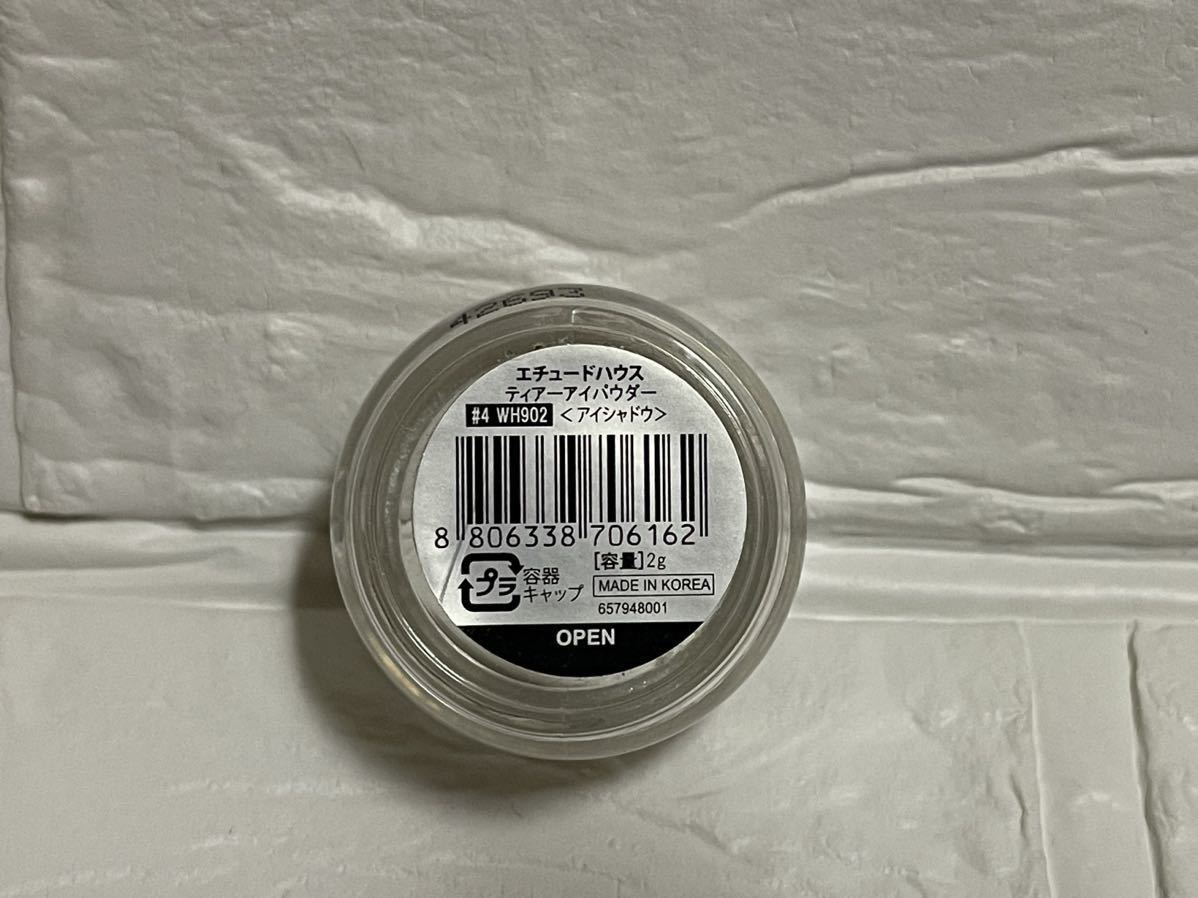 42693
エチュードハウス
ティアーアイパウダー
#4 WH902 <アイシャドウ>
8 806338 706162
プラ 容器 [容量]2g
キャップ MADE IN KOREA
657948001
OPEN